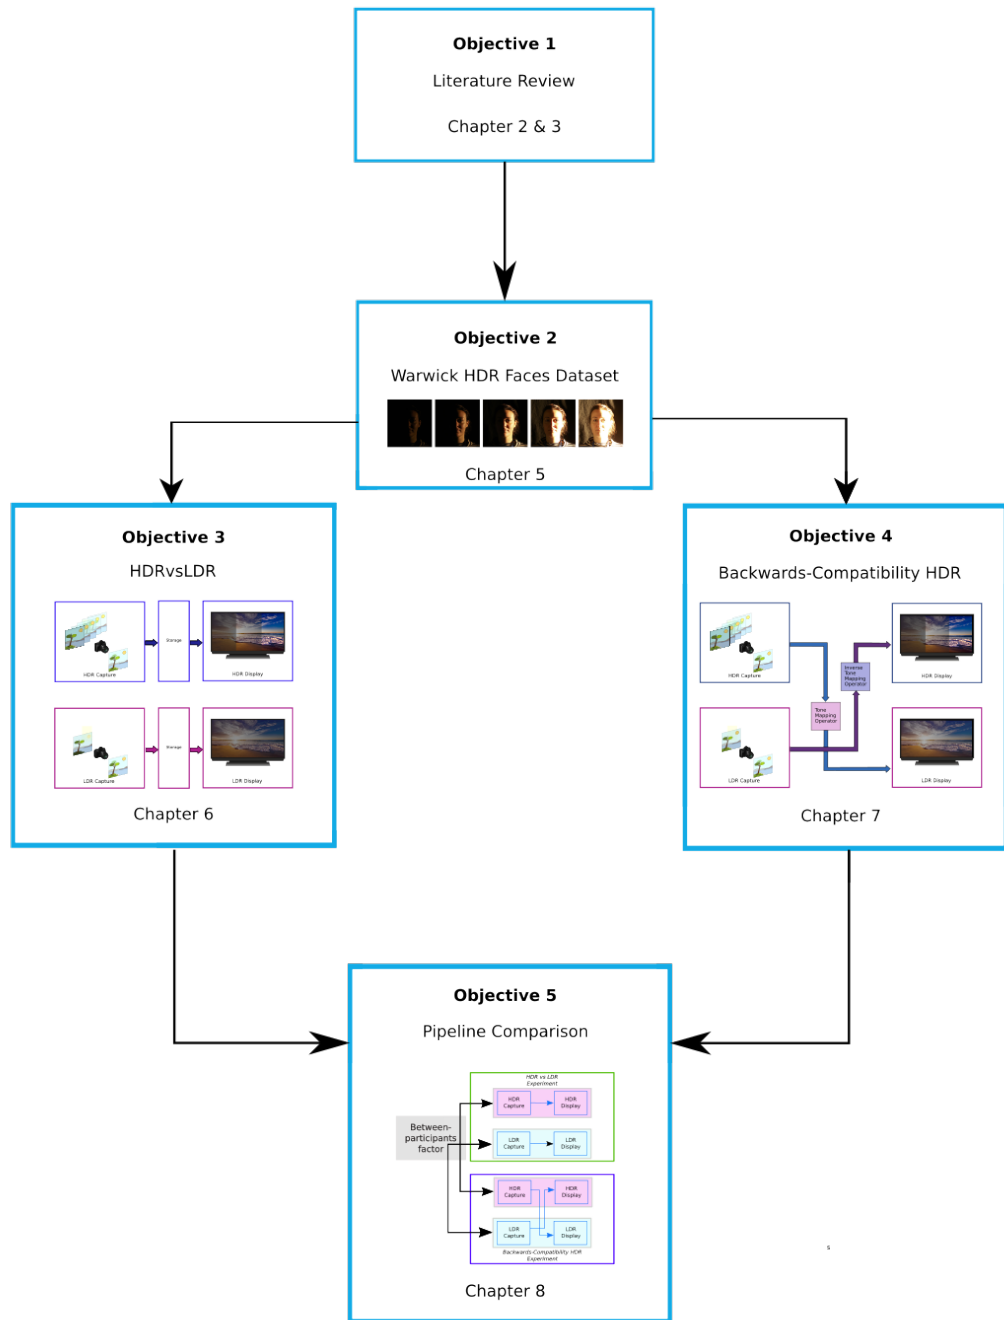 Objective 1
Literature Review
Chapter 2 & 3
Objective 2
Warwick HDR Faces Dataset
Chapter 5
Objective 3
HDRvsLDR
HDR Capture
Storage
HDR Display
LDR Capture
Storage
LDR Display
Chapter 6
Objective 4
Backwards-Compatibility HDR
HDR Capture
Inverse
Tone
Mapping
Operator
HDR Display
Tone
Mapping
Operator
LDR Capture
LDR Display
Chapter 7
Objective 5
Pipeline Comparison
HDR vs LDR
Experiment
HDR
Capture
HDR
Display
Between-
participants
factor
LDR
Capture
LDR
Display
HDR
Capture
HDR
Display
LDR
Capture
LDR
Display
Backwards-Compatibility HDR
Experiment
Chapter 8
5